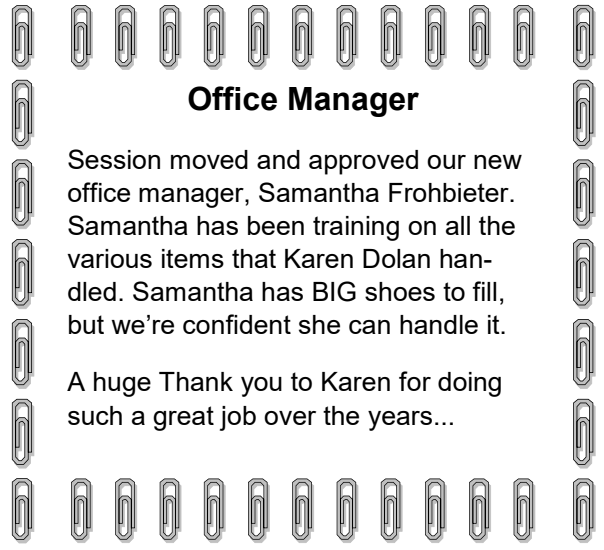 Office Manager
Session moved and approved our new
office manager, Samantha Frohbieter.
Samantha has been training on all the
various items that Karen Dolan han-
dled. Samantha has BIG shoes to fill,
but we’re confident she can handle it.
A huge Thank you to Karen for doing
such a great job over the years...